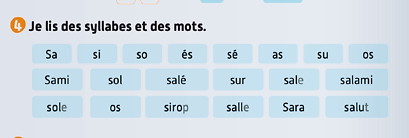 4 Je lis des syllabes et des mots.
Sa si so és sé as su os
Sami sol salé sur sale salami
sole os sirop salle Sara salut